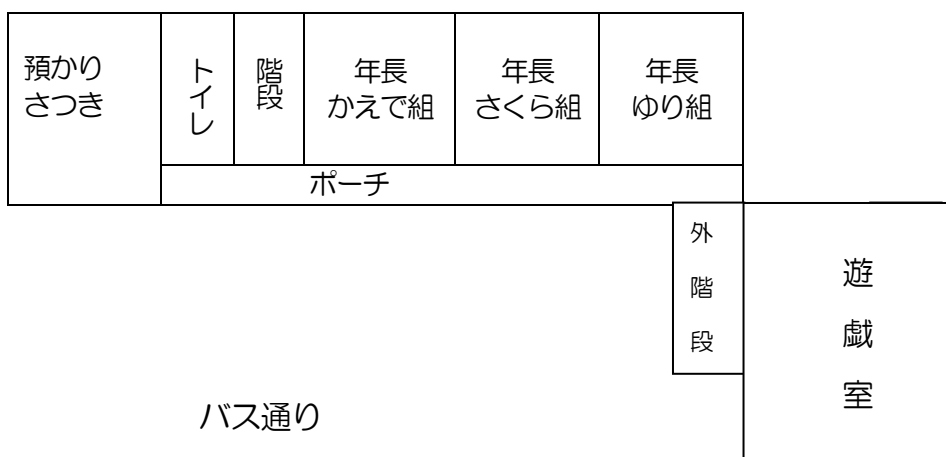 預かり
さつき
トイレ
階段
年長
かえで組
年長
さくら組
年長
ゆり組
ポーチ
外階段
遊戯室
バス通り